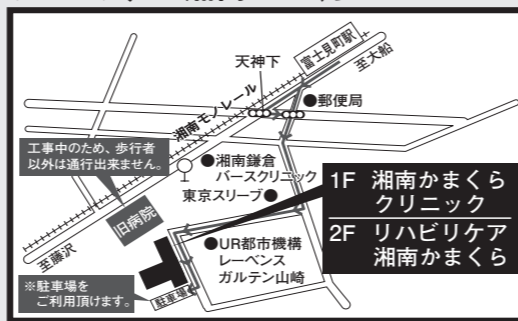 富士見町駅
至大船
天神下
湘南モノレール
●郵便局
工事中のため、歩行者
以外は通行出来ません。
●湘南鎌倉
バースクリニック
東京スリーブ●
旧病院
至藤沢
1F 湘南かまくら
クリニック
2F リハビリケア
湘南かまくら
●UR都市機構
レーベンス
ガルテン山崎
※駐車場を
ご利用頂けます。
駐車場